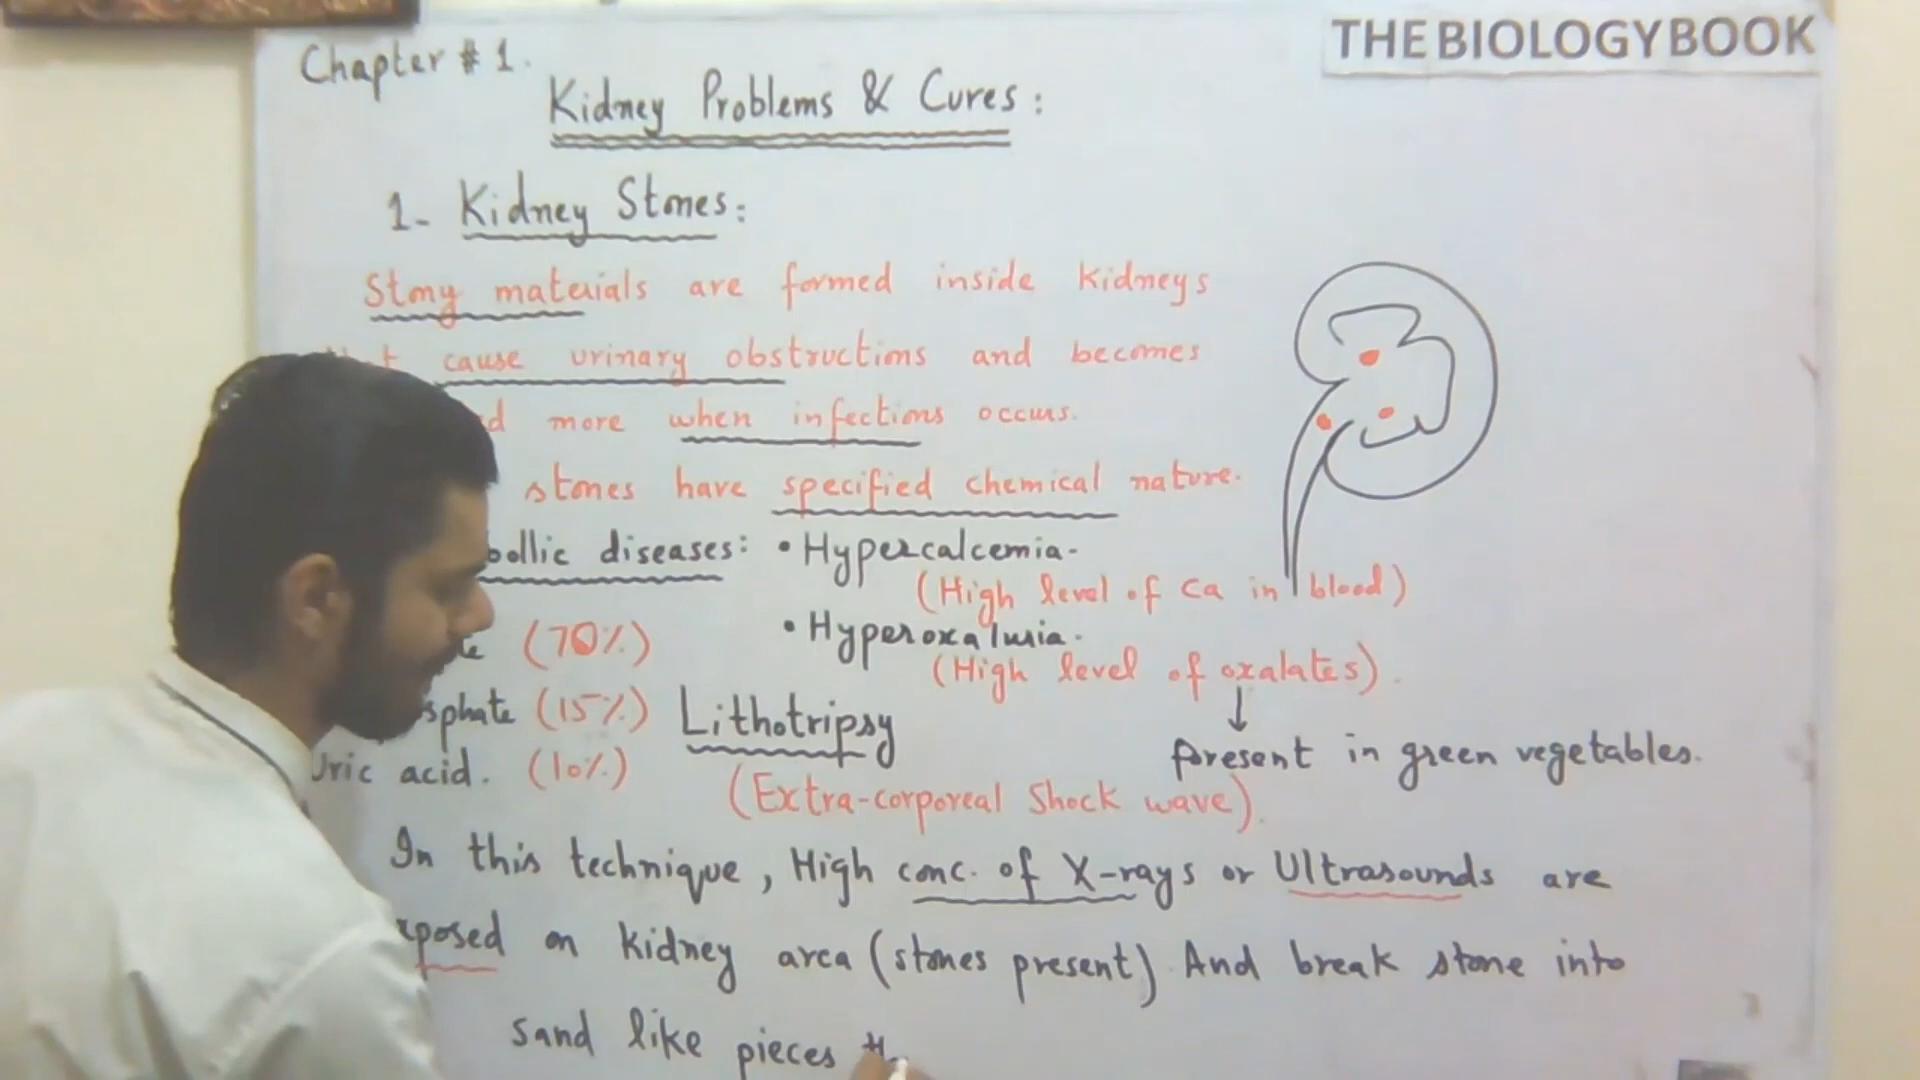 THE BIOLOGY BOOK
Chapter # 1.
Kidney Problems & Cures:
1- Kidney Stones:
Stony materials are formed inside kidneys
cause urinary obstructions and becomes
more when infections occurs.
stones have specified chemical nature.
diseases: • Hypercalcemia-
(High level of Ca in blood)
• Hyperoxaluria.
(High level of oxalates).
(70%)
present in green vegetables.
(15%) Lithotripsy
Uric acid. (10%)
(Extra-corporeal Shock wave).
In this technique, High conc. of X-rays or Ultrasounds are
on kidney area (stones present) And break stone into
sand like pieces